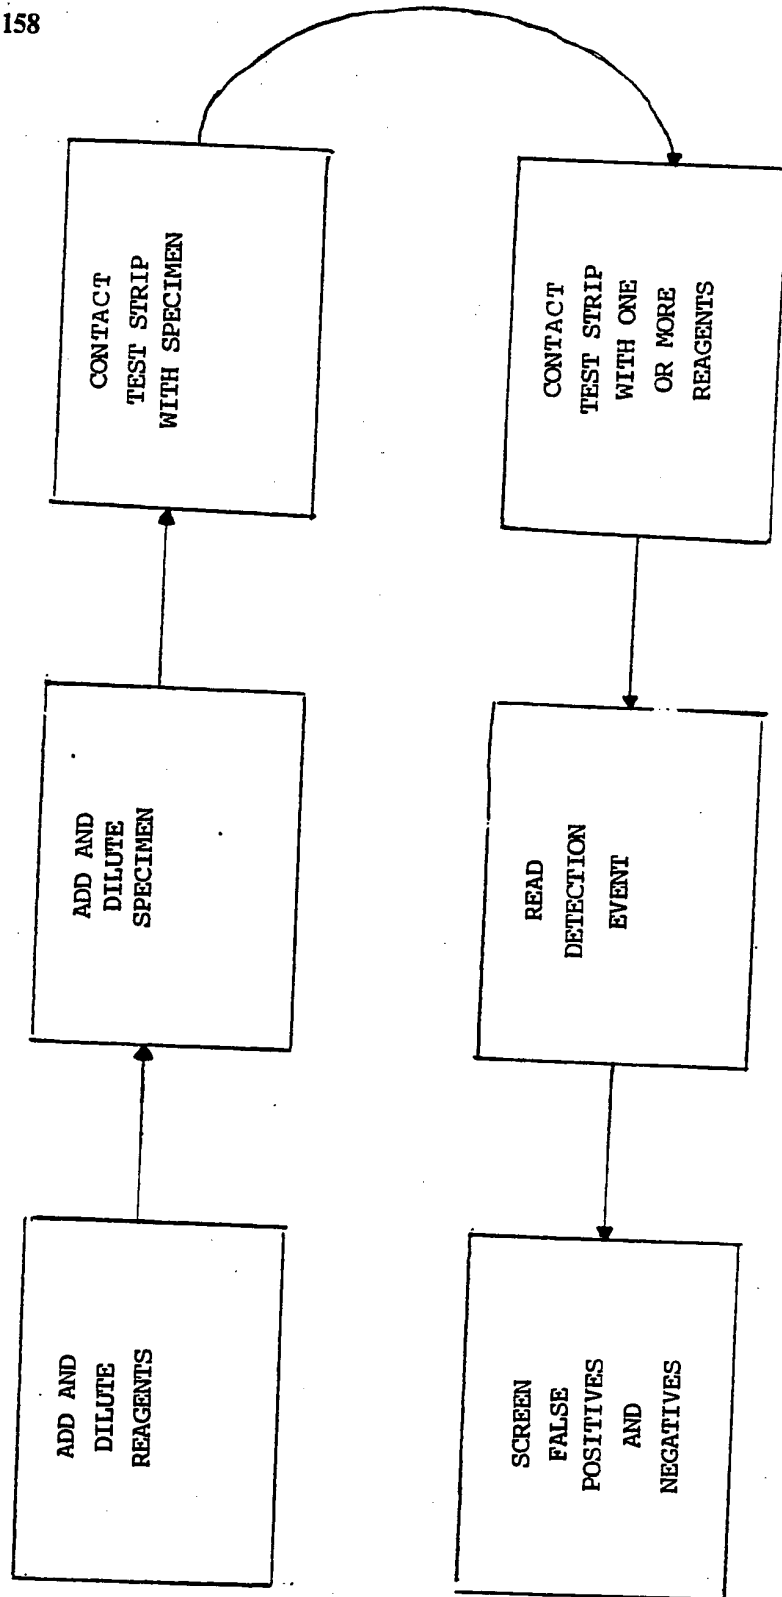 158
ADD AND
DILUTE
REAGENTS
ADD AND
DILUTE
SPECIMEN
CONTACT
TEST STRIP
WITH SPECIMEN
CONTACT
TEST STRIP
WITH ONE
OR MORE
REAGENTS
READ
DETECTION
EVENT
SCREEN
FALSE
POSITIVES
AND
NEGATIVES